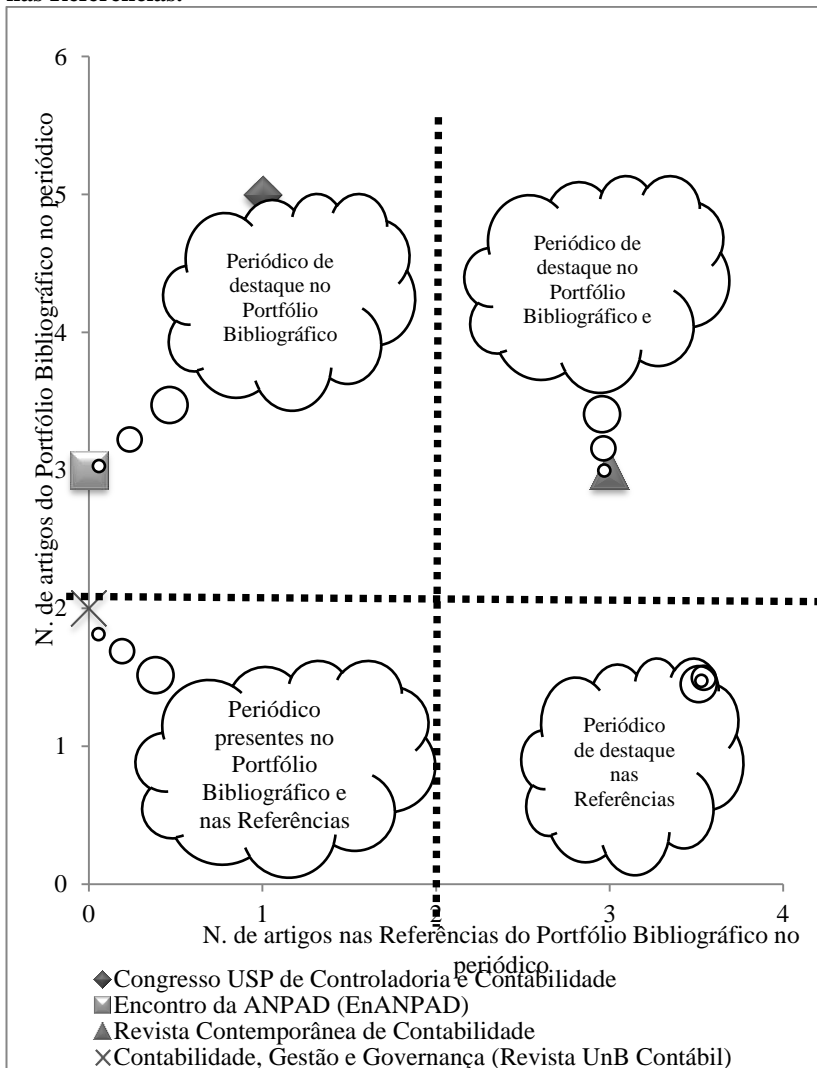 nas Referências.
N. de artigos do Portfólio Bibliográfico no periódico
6
5
4
3
2
1
0
Periódico de
destaque no
Portfólio
Bibliográfico
Periódico de
destaque no
Portfólio
Bibliográfico e
Periódico
presentes no
Portfólio
Bibliográfico e
nas Referências
Periódico
de destaque
nas
Referências
0 1 2 3 4
N. de artigos nas Referências do Portfólio Bibliográfico no
periódico
Congresso USP de Controladoria e Contabilidade
Encontro da ANPAD (EnANPAD)
Revista Contemporânea de Contabilidade
Contabilidade, Gestão e Governança (Revista UnB Contábil)